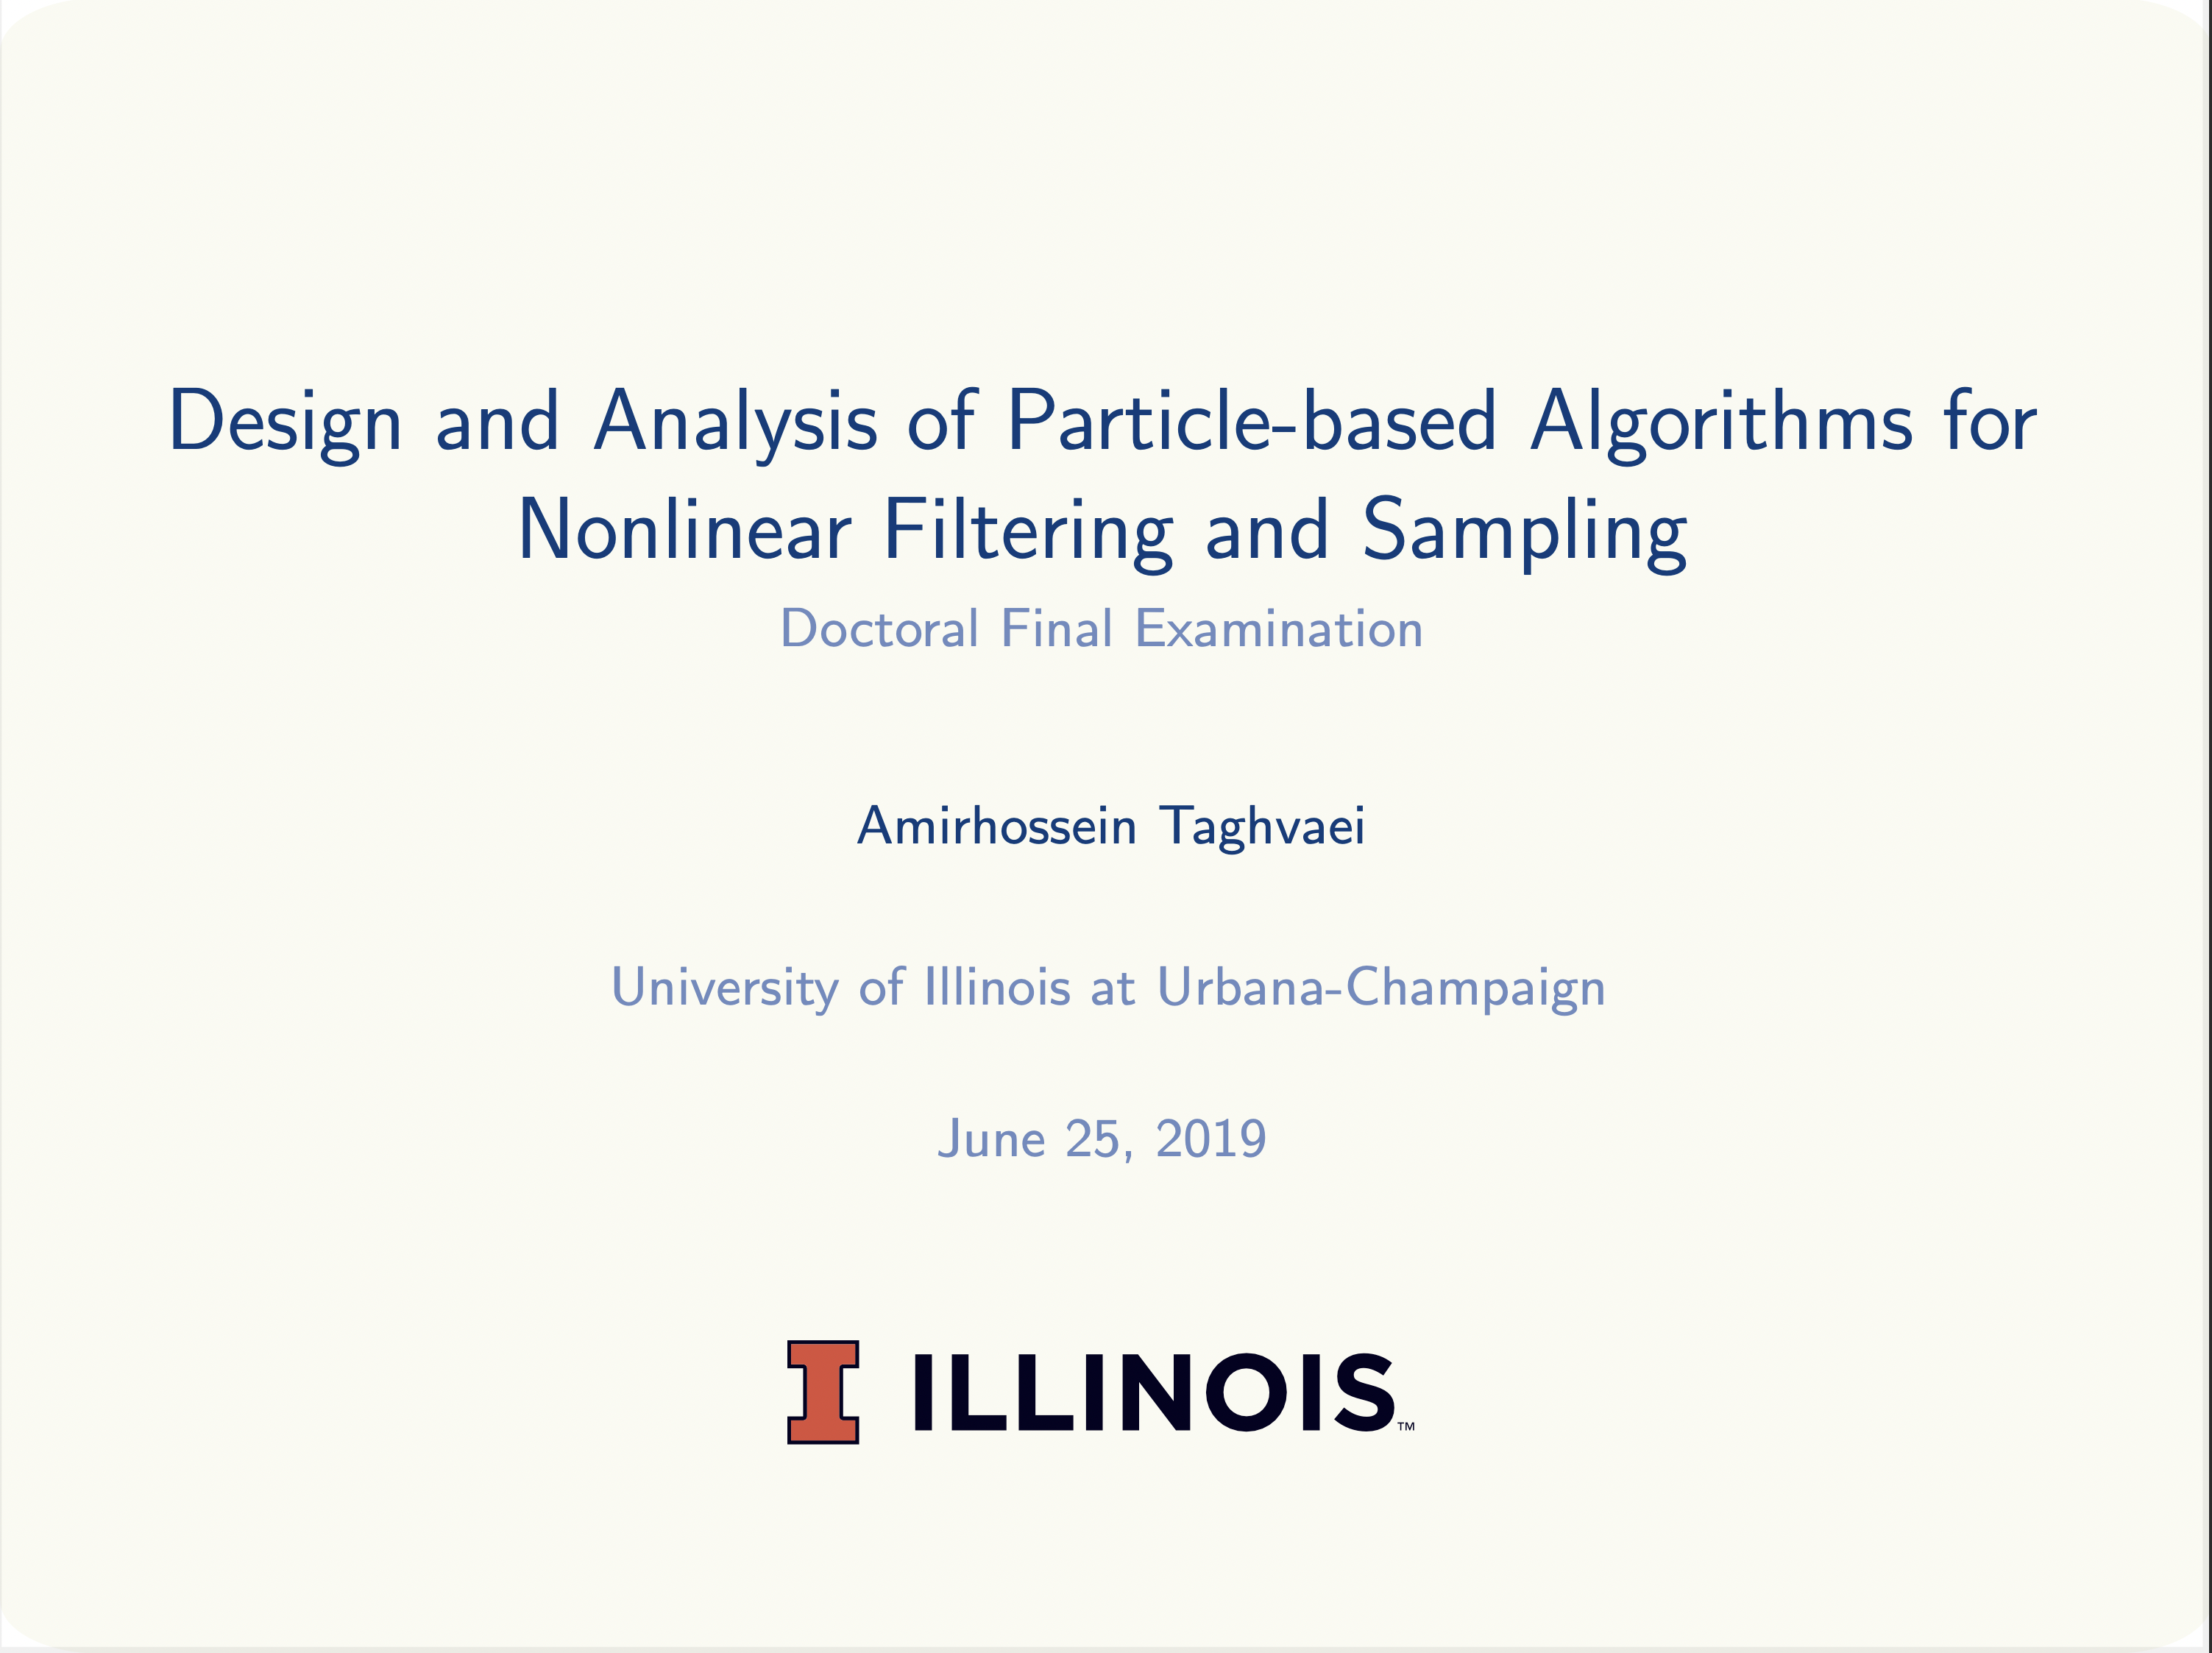 Design and Analysis of Particle-based Algorithms for
Nonlinear Filtering and Sampling
Doctoral Final Examination
Amirhossein Taghvaei
University of Illinois at Urbana-Champaign
June 25, 2019
I ILLINOIS™